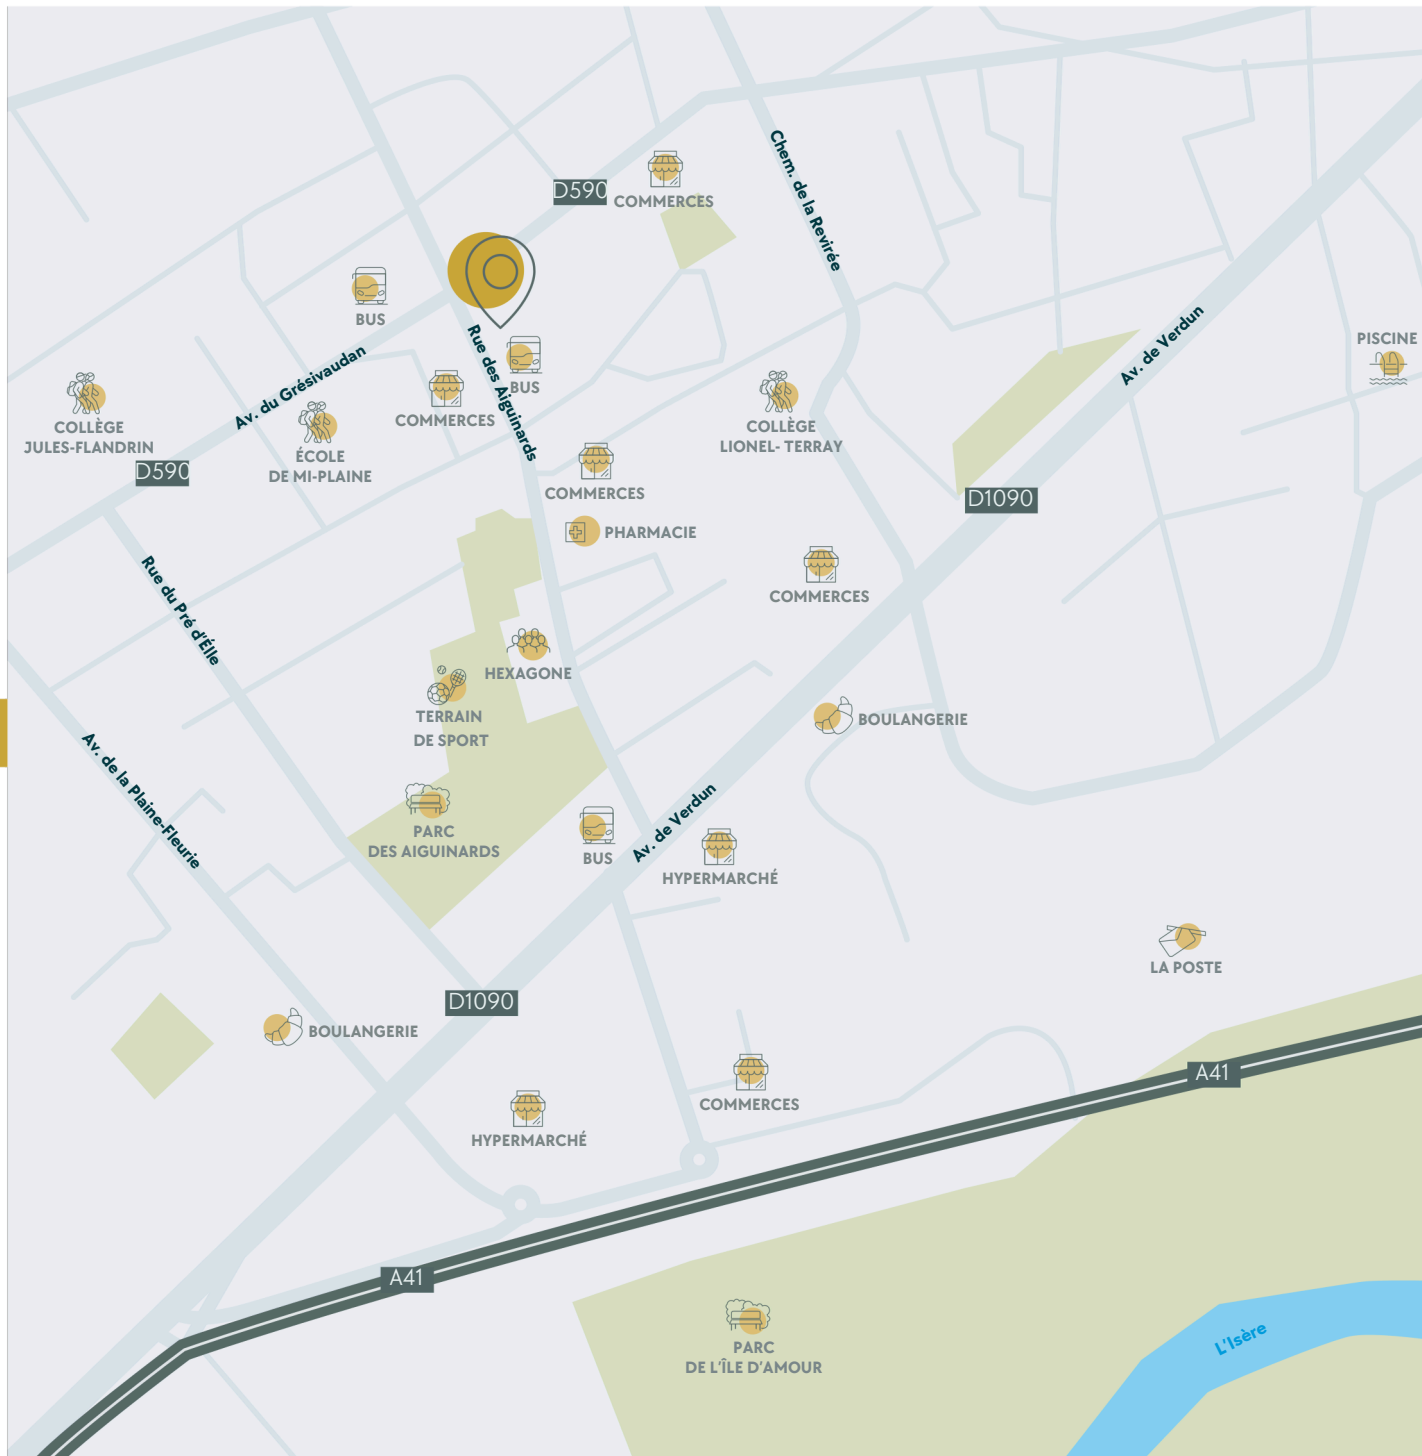 Chem. de la Revirée
D590
COMMERCES
BUS
Rue des Aiguinards
Av. de Verdun
PISCINE
Av. du Grésivaudan
BUS
COMMERCES
COLLÈGE
JULES-FLANDRIN
ÉCOLE
DE MI-PLAINE
D590
COLLÈGE
LIONEL- TERRAY
COMMERCES
D1090
PHARMACIE
COMMERCES
Rue du Pré d'Élle
HEXAGONE
TERRAIN
DE SPORT
BOULANGERIE
Av. de la Plaine-Fleurie
PARC
DES AIGUINARDS
BUS
Av. de Verdun
HYPERMARCHÉ
LA POSTE
D1090
BOULANGERIE
COMMERCES
A41
HYPERMARCHÉ
A41
L'Isère
PARC
DE L'ÎLE D'AMOUR